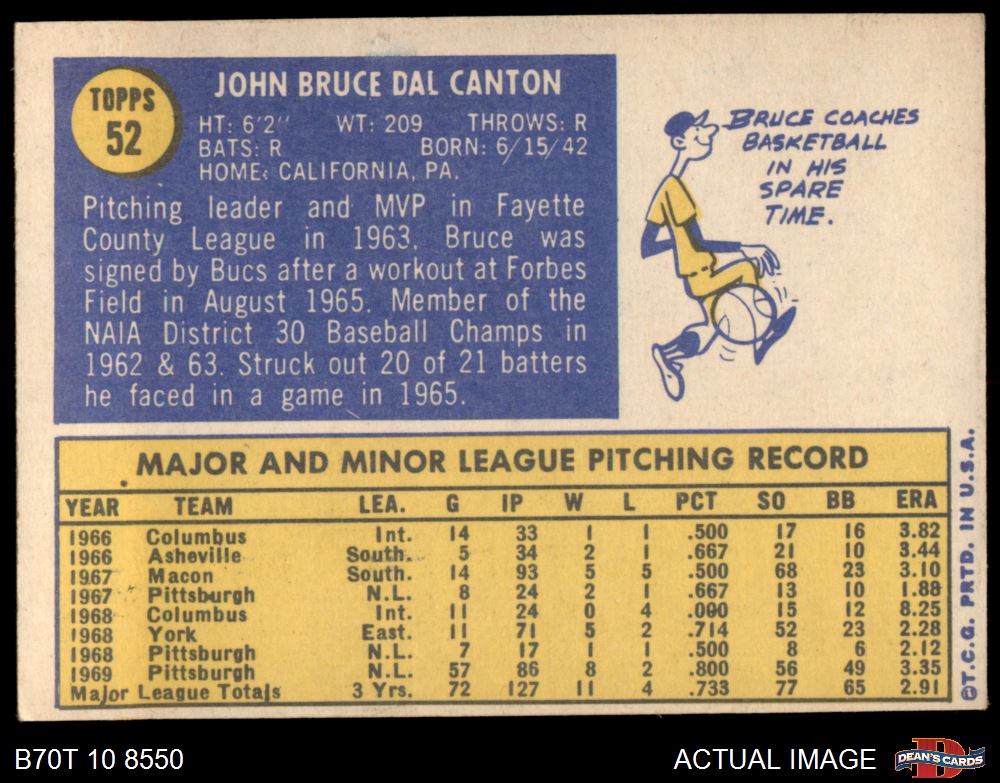 TOPPS
52
JOHN BRUCE DAL CANTON
HT: 6'2" WT: 209 THROWS: R
BATS: R BORN: 6/15/42
HOME: CALIFORNIA, PA.
Pitching leader and MVP in Fayette
County League in 1963. Bruce was
signed by Bucs after a workout at Forbes
Field in August 1965. Member of the
NAIA District 30 Baseball Champs in
1962 & 63. Struck out 20 of 21 batters
he faced in a game in 1965.
BRUCE COACHES
BASKETBALL
IN HIS
SPARE
TIME.
MAJOR AND MINOR LEAGUE PITCHING RECORD
YEAR TEAM LEA. G IP W L PCT SO BB ERA
1966 Columbus Int. 14 33 1 1 .500 17 16 3.82
1966 Asheville South. 5 34 2 1 .667 21 10 3.44
1967 Macon South. 14 93 5 5 .500 68 23 3.10
1967 Pittsburgh N.L. 8 24 2 1 .667 13 10 1.88
1968 Columbus Int. 11 24 0 4 .000 15 12 8.25
1968 York East. 11 71 5 2 .714 52 23 2.28
1968 Pittsburgh N.L. 7 17 1 1 .500 8 6 2.12
1969 Pittsburgh N.L. 57 86 8 2 .800 56 49 3.35
Major League Totals 3 Yrs. 72 127 11 4 .733 77 65 2.91
©T.C.G. PRTD. IN U.S.A.
B70T 10 8550
ACTUAL IMAGE
D
DEAN'S CARDS